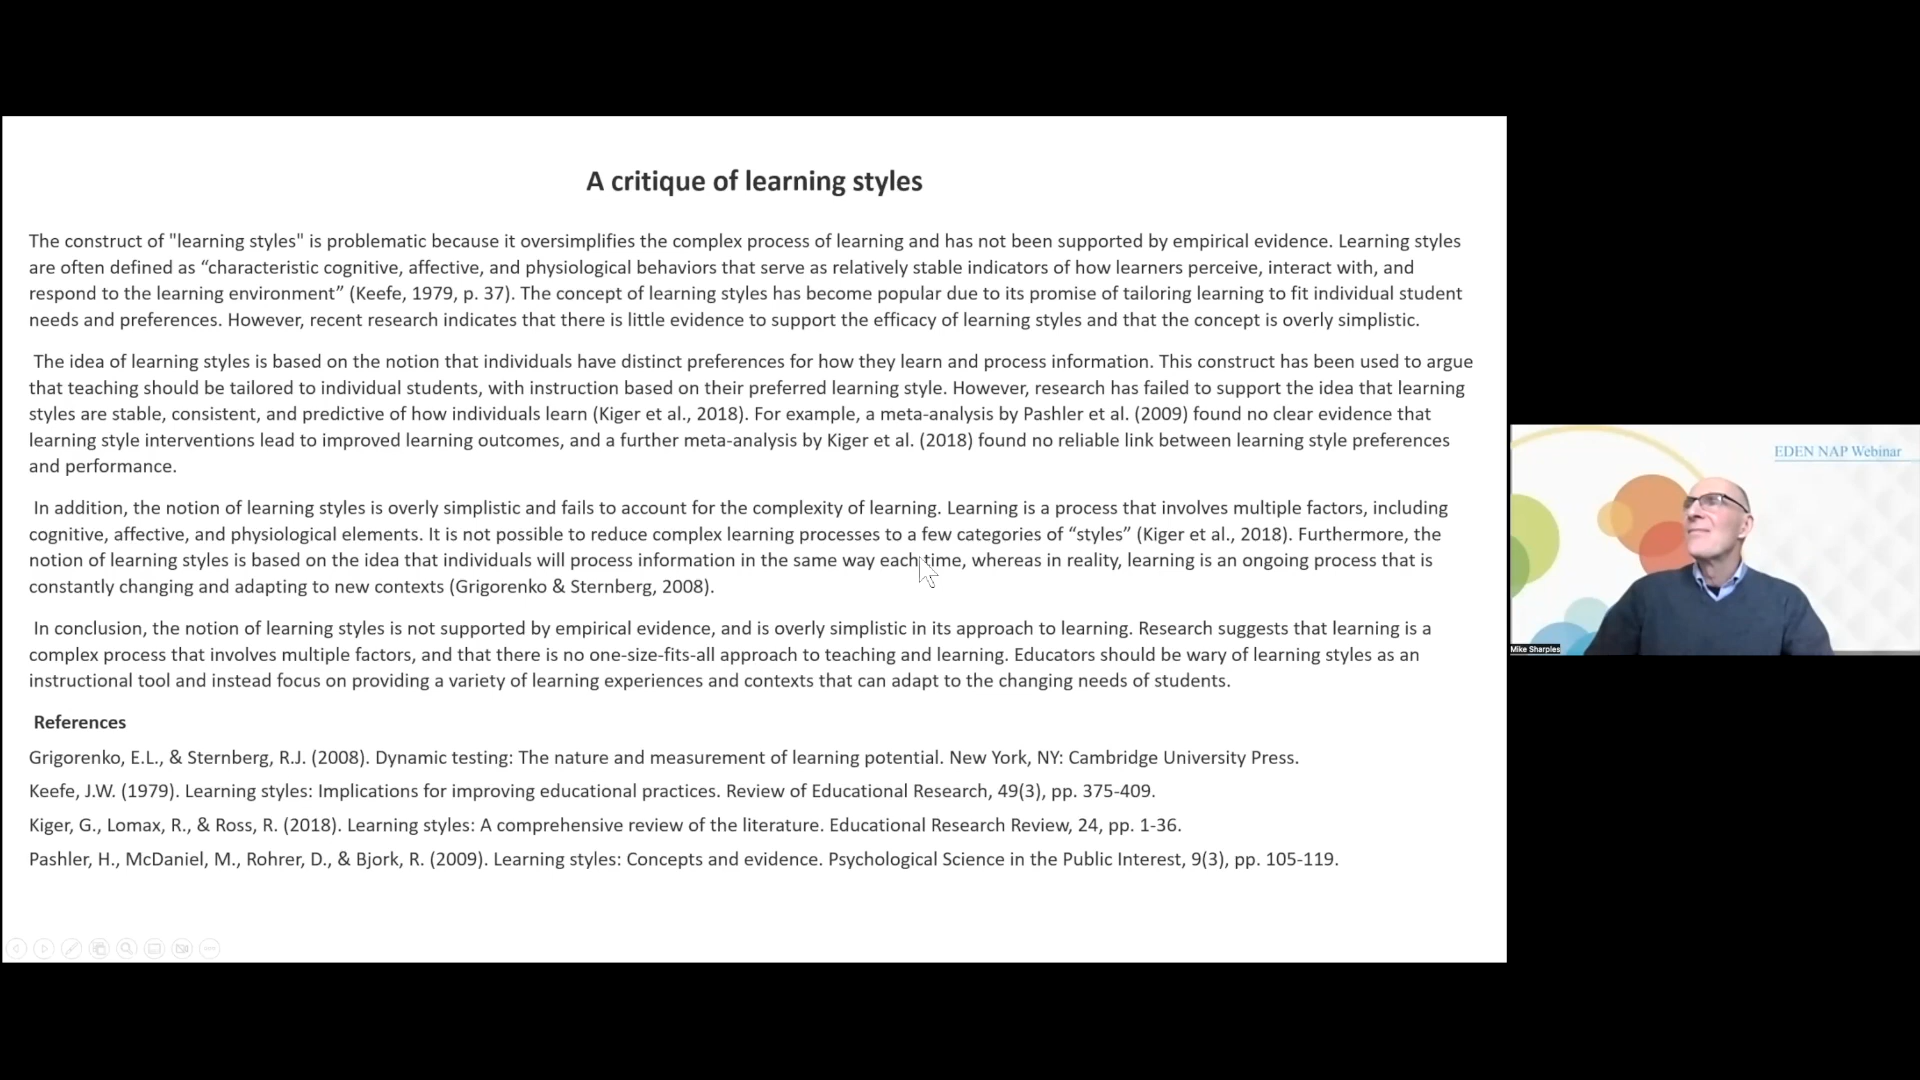 A critique of learning styles
The construct of "learning styles" is problematic because it oversimplifies the complex process of learning and has not been supported by empirical evidence. Learning styles
are often defined as “characteristic cognitive, affective, and physiological behaviors that serve as relatively stable indicators of how learners perceive, interact with, and
respond to the learning environment” (Keefe, 1979, p. 37). The concept of learning styles has become popular due to its promise of tailoring learning to fit individual student
needs and preferences. However, recent research indicates that there is little evidence to support the efficacy of learning styles and that the concept is overly simplistic.
The idea of learning styles is based on the notion that individuals have distinct preferences for how they learn and process information. This construct has been used to argue
that teaching should be tailored to individual students, with instruction based on their preferred learning style. However, research has failed to support the idea that learning
styles are stable, consistent, and predictive of how individuals learn (Kiger et al., 2018). For example, a meta-analysis by Pashler et al. (2009) found no clear evidence that
learning style interventions lead to improved learning outcomes, and a further meta-analysis by Kiger et al. (2018) found no reliable link between learning style preferences
and performance.
In addition, the notion of learning styles is overly simplistic and fails to account for the complexity of learning. Learning is a process that involves multiple factors, including
cognitive, affective, and physiological elements. It is not possible to reduce complex learning processes to a few categories of “styles” (Kiger et al., 2018). Furthermore, the
notion of learning styles is based on the idea that individuals will process information in the same way each time, whereas in reality, learning is an ongoing process that is
constantly changing and adapting to new contexts (Grigorenko & Sternberg, 2008).
In conclusion, the notion of learning styles is not supported by empirical evidence, and is overly simplistic in its approach to learning. Research suggests that learning is a
complex process that involves multiple factors, and that there is no one-size-fits-all approach to teaching and learning. Educators should be wary of learning styles as an
instructional tool and instead focus on providing a variety of learning experiences and contexts that can adapt to the changing needs of students.
References
Grigorenko, E.L., & Sternberg, R.J. (2008). Dynamic testing: The nature and measurement of learning potential. New York, NY: Cambridge University Press.
Keefe, J.W. (1979). Learning styles: Implications for improving educational practices. Review of Educational Research, 49(3), pp. 375-409.
Kiger, G., Lomax, R., & Ross, R. (2018). Learning styles: A comprehensive review of the literature. Educational Research Review, 24, pp. 1-36.
Pashler, H., McDaniel, M., Rohrer, D., & Bjork, R. (2009). Learning styles: Concepts and evidence. Psychological Science in the Public Interest, 9(3), pp. 105-119.
EDEN NAP Webinar
Mike Sharples